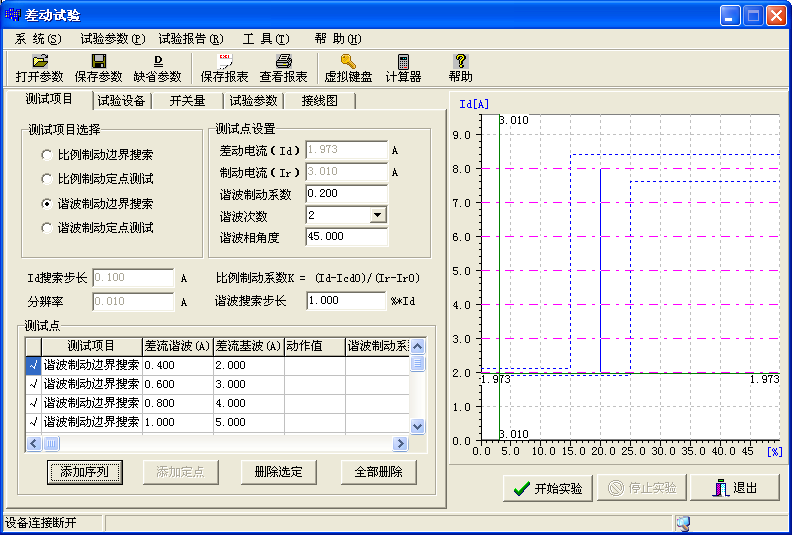 差动试验
系 统(S) 试验参数(P) 试验报告(R) 工 具(T) 帮 助(H)
打开参数 保存参数 缺省参数 保存报表 查看报表 虚拟键盘 计算器 帮助
测试项目 试验设备 开关量 试验参数 接线图
测试项目选择
比例制动边界搜索
比例制动定点测试
谐波制动边界搜索
谐波制动定点测试
测试点设置
差动电流(Id) 1.973 A
制动电流(Ir) 3.010 A
谐波制动系数 0.200
谐波次数 2
谐波相角度 45.000
Id搜索步长 0.100 A 比例制动系数K = (Id-Icd0)/(Ir-Ir0)
分辨率 0.010 A 谐波搜索步长 1.000 %*Id
测试点
测试项目 差流谐波(A) 差流基波(A) 动作值 谐波制动系
谐波制动边界搜索 0.400 2.000
谐波制动边界搜索 0.600 3.000
谐波制动边界搜索 0.800 4.000
谐波制动边界搜索 1.000 5.000
添加序列 添加定点 删除选定 全部删除
Id[A]
3.010
9.0
8.0
7.0
6.0
5.0
4.0
3.0
2.0
1.973 1.973
1.0
3.010
0.0
0.0 5.0 10.0 15.0 20.0 25.0 30.0 35.0 40.0 45 [%]
开始实验 停止实验 退出
设备连接断开